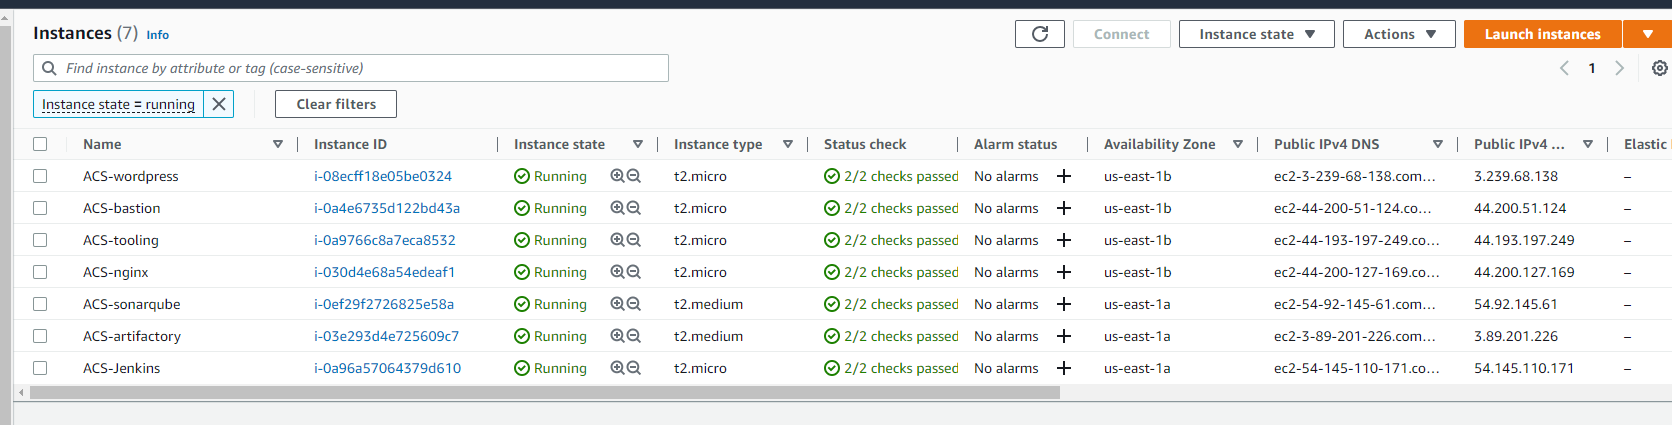 Instances (7) Info Connect Instance state Actions Launch instances
Find instance by attribute or tag (case-sensitive) 1
Instance state = running Clear filters
Name Instance ID Instance state Instance type Status check Alarm status Availability Zone Public IPv4 DNS Public IPv4 ... Elastic
ACS-wordpress i-08ecff18e05be0324 Running t2.micro 2/2 checks passed No alarms us-east-1b ec2-3-239-68-138.com... 3.239.68.138 –
ACS-bastion i-0a4e6735d122bd43a Running t2.micro 2/2 checks passed No alarms us-east-1b ec2-44-200-51-124.co... 44.200.51.124 –
ACS-tooling i-0a9766c8a7eca8532 Running t2.micro 2/2 checks passed No alarms us-east-1b ec2-44-193-197-249.co... 44.193.197.249 –
ACS-nginx i-030d4e68a54edeaf1 Running t2.micro 2/2 checks passed No alarms us-east-1b ec2-44-200-127-169.co... 44.200.127.169 –
ACS-sonarqube i-0ef29f2726825e58a Running t2.medium 2/2 checks passed No alarms us-east-1a ec2-54-92-145-61.com... 54.92.145.61 –
ACS-artifactory i-03e293d4e725609c7 Running t2.medium 2/2 checks passed No alarms us-east-1a ec2-3-89-201-226.com... 3.89.201.226 –
ACS-Jenkins i-0a96a57064379d610 Running t2.micro 2/2 checks passed No alarms us-east-1a ec2-54-145-110-171.co... 54.145.110.171 –